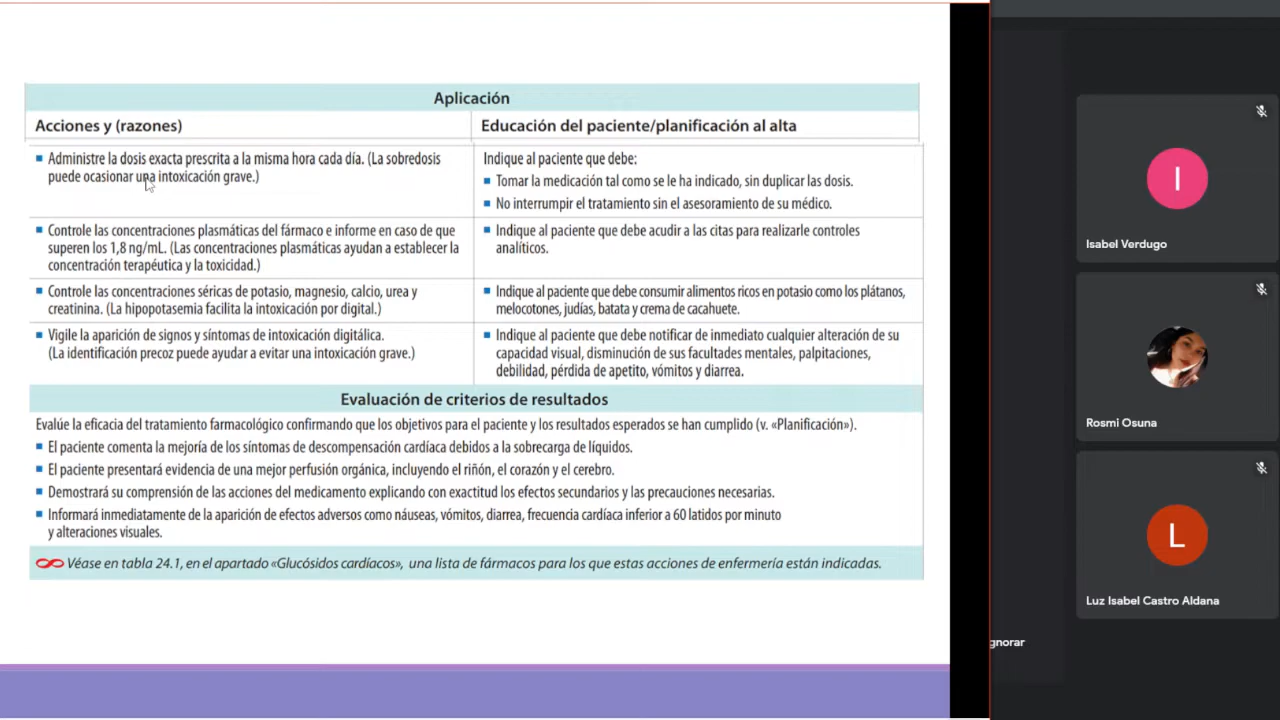 Aplicación
Acciones y (razones)
Educación del paciente/planificación al alta
Administre la dosis exacta prescrita a la misma hora cada día. (La sobredosis
puede ocasionar una intoxicación grave.)
Indique al paciente que debe:
Tomar la medicación tal como se le ha indicado, sin duplicar las dosis.
No interrumpir el tratamiento sin el asesoramiento de su médico.
Controle las concentraciones plasmáticas del fármaco e informe en caso de que
superen los 1,8 ng/mL. (Las concentraciones plasmáticas ayudan a establecer la
concentración terapéutica y la toxicidad.)
Indique al paciente que debe acudir a las citas para realizarle controles
analíticos.
Controle las concentraciones séricas de potasio, magnesio, calcio, urea y
creatinina. (La hipopotasemia facilita la intoxicación por digital.)
Indique al paciente que debe consumir alimentos ricos en potasio como los plátanos,
melocotones, judías, batata y crema de cacahuete.
Vigile la aparición de signos y síntomas de intoxicación digitálica.
(La identificación precoz puede ayudar a evitar una intoxicación grave.)
Indique al paciente que debe notificar de inmediato cualquier alteración de su
capacidad visual, disminución de sus facultades mentales, palpitaciones,
debilidad, pérdida de apetito, vómitos y diarrea.
Evaluación de criterios de resultados
Evalúe la eficacia del tratamiento farmacológico confirmando que los objetivos para el paciente y los resultados esperados se han cumplido (v. «Planificación»).
El paciente comenta la mejoría de los síntomas de descompensación cardíaca debidos a la sobrecarga de líquidos.
El paciente presentará evidencia de una mejor perfusión orgánica, incluyendo el riñón, el corazón y el cerebro.
Demostrará su comprensión de las acciones del medicamento explicando con exactitud los efectos secundarios y las precauciones necesarias.
Informará inmediatamente de la aparición de efectos adversos como náuseas, vómitos, diarrea, frecuencia cardíaca inferior a 60 latidos por minuto
y alteraciones visuales.
Véase en tabla 24.1, en el apartado «Glucósidos cardíacos», una lista de fármacos para los que estas acciones de enfermería están indicadas.
I
Isabel Verdugo
Rosmi Osuna
L
Luz Isabel Castro Aldana
gnorar